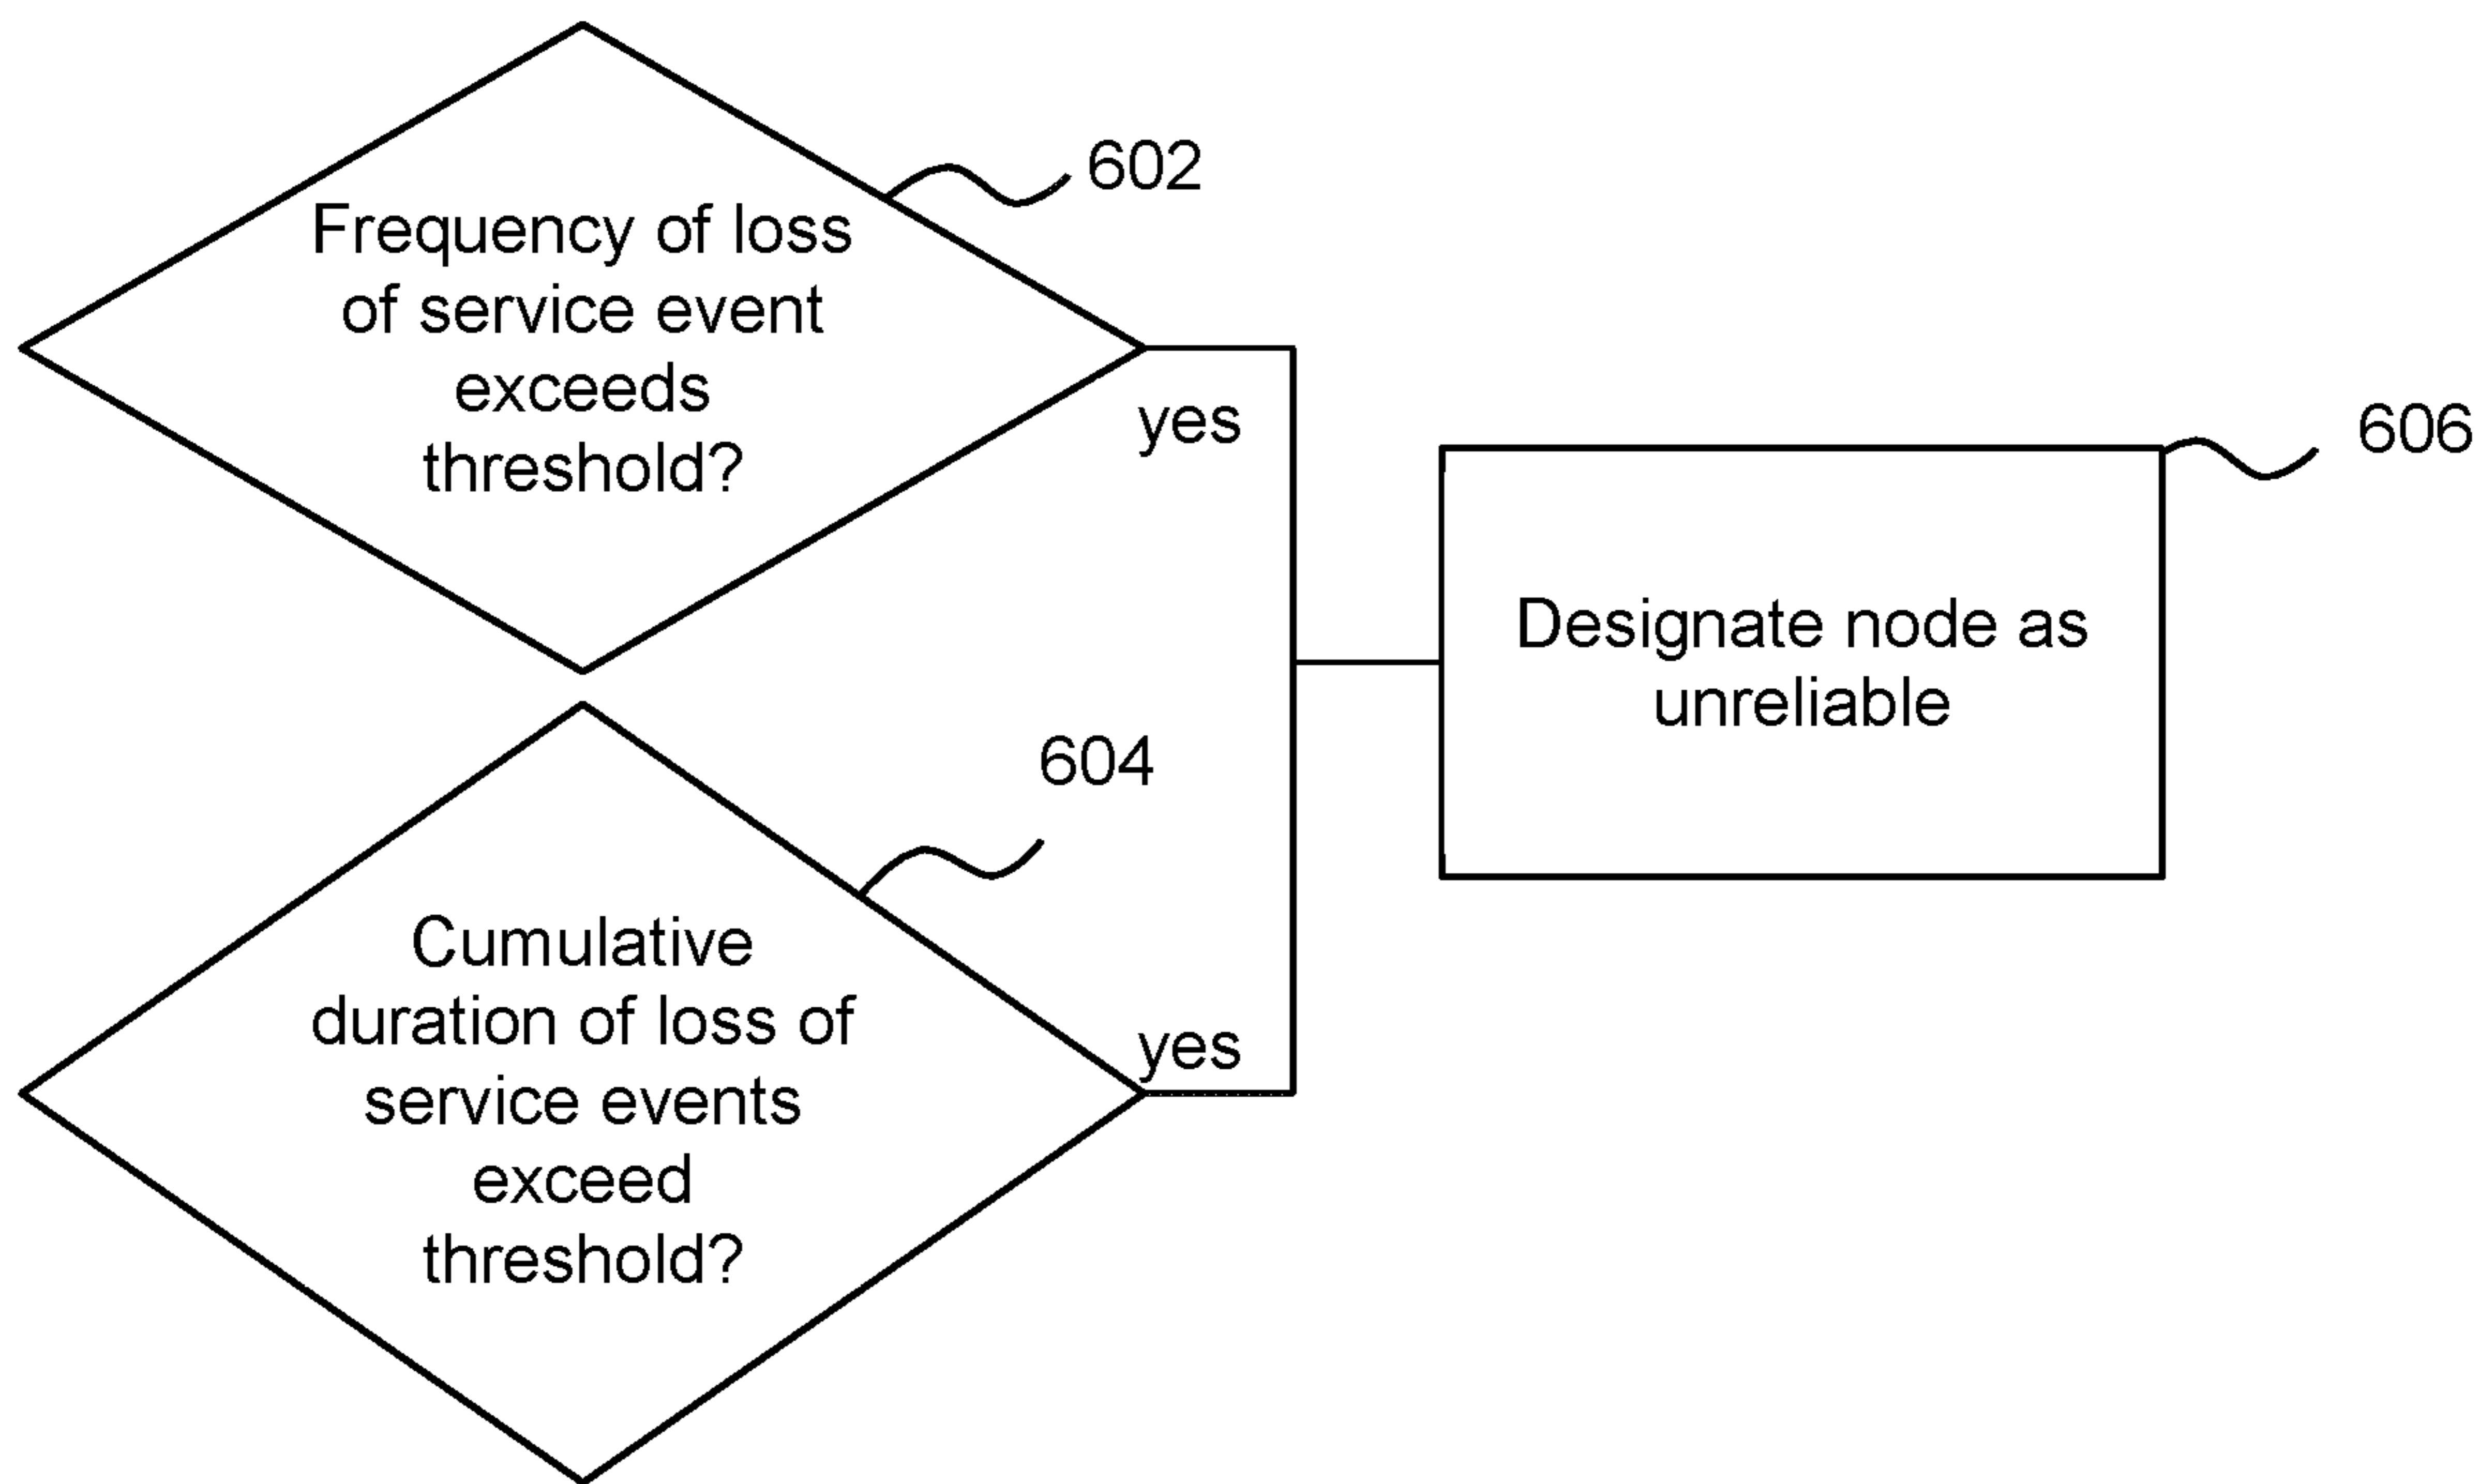 602
Frequency of loss
of service event
exceeds
threshold?
yes
606
Designate node as
unreliable
604
Cumulative
duration of loss of
service events
exceed
threshold?
yes